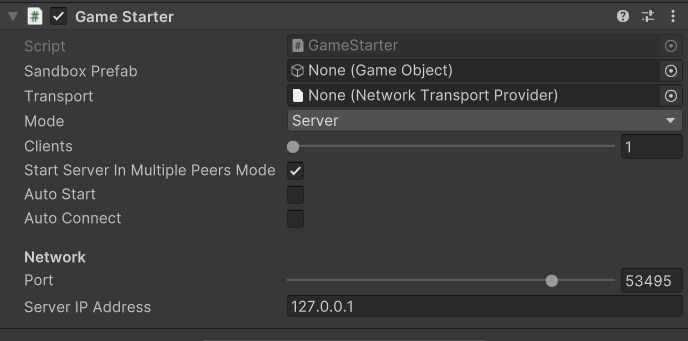 Game Starter
Script GameStarter
Sandbox Prefab None (Game Object)
Transport None (Network Transport Provider)
Mode Server
Clients 1
Start Server In Multiple Peers Mode
Auto Start
Auto Connect
Network
Port 53495
Server IP Address 127.0.0.1